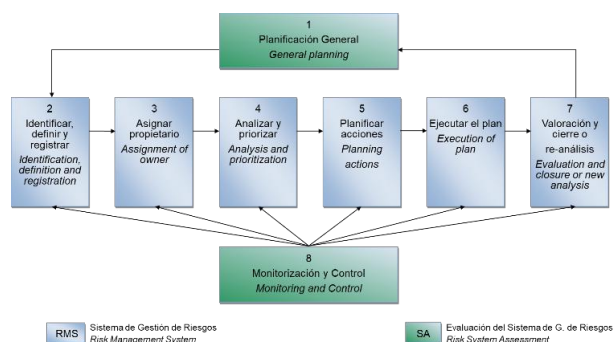 1
Planificación General
General planning
2
Identificar,
definir y
registrar
Identification,
definition and
registration
3
Asignar
propietario
Assignment of
owner
4
Analizar y
priorizar
Analysis and
prioritization
5
Planificar
acciones
Planning
actions
6
Ejecutar el plan
Execution of
plan
7
Valoración y
cierre o
re-análisis
Evaluation and
closure or new
analysis
8
Monitorización y Control
Monitoring and Control
RMS
Sistema de Gestión de Riesgos
Risk Management System
SA
Evaluación del Sistema de G. de Riesgos
Risk System Assessment